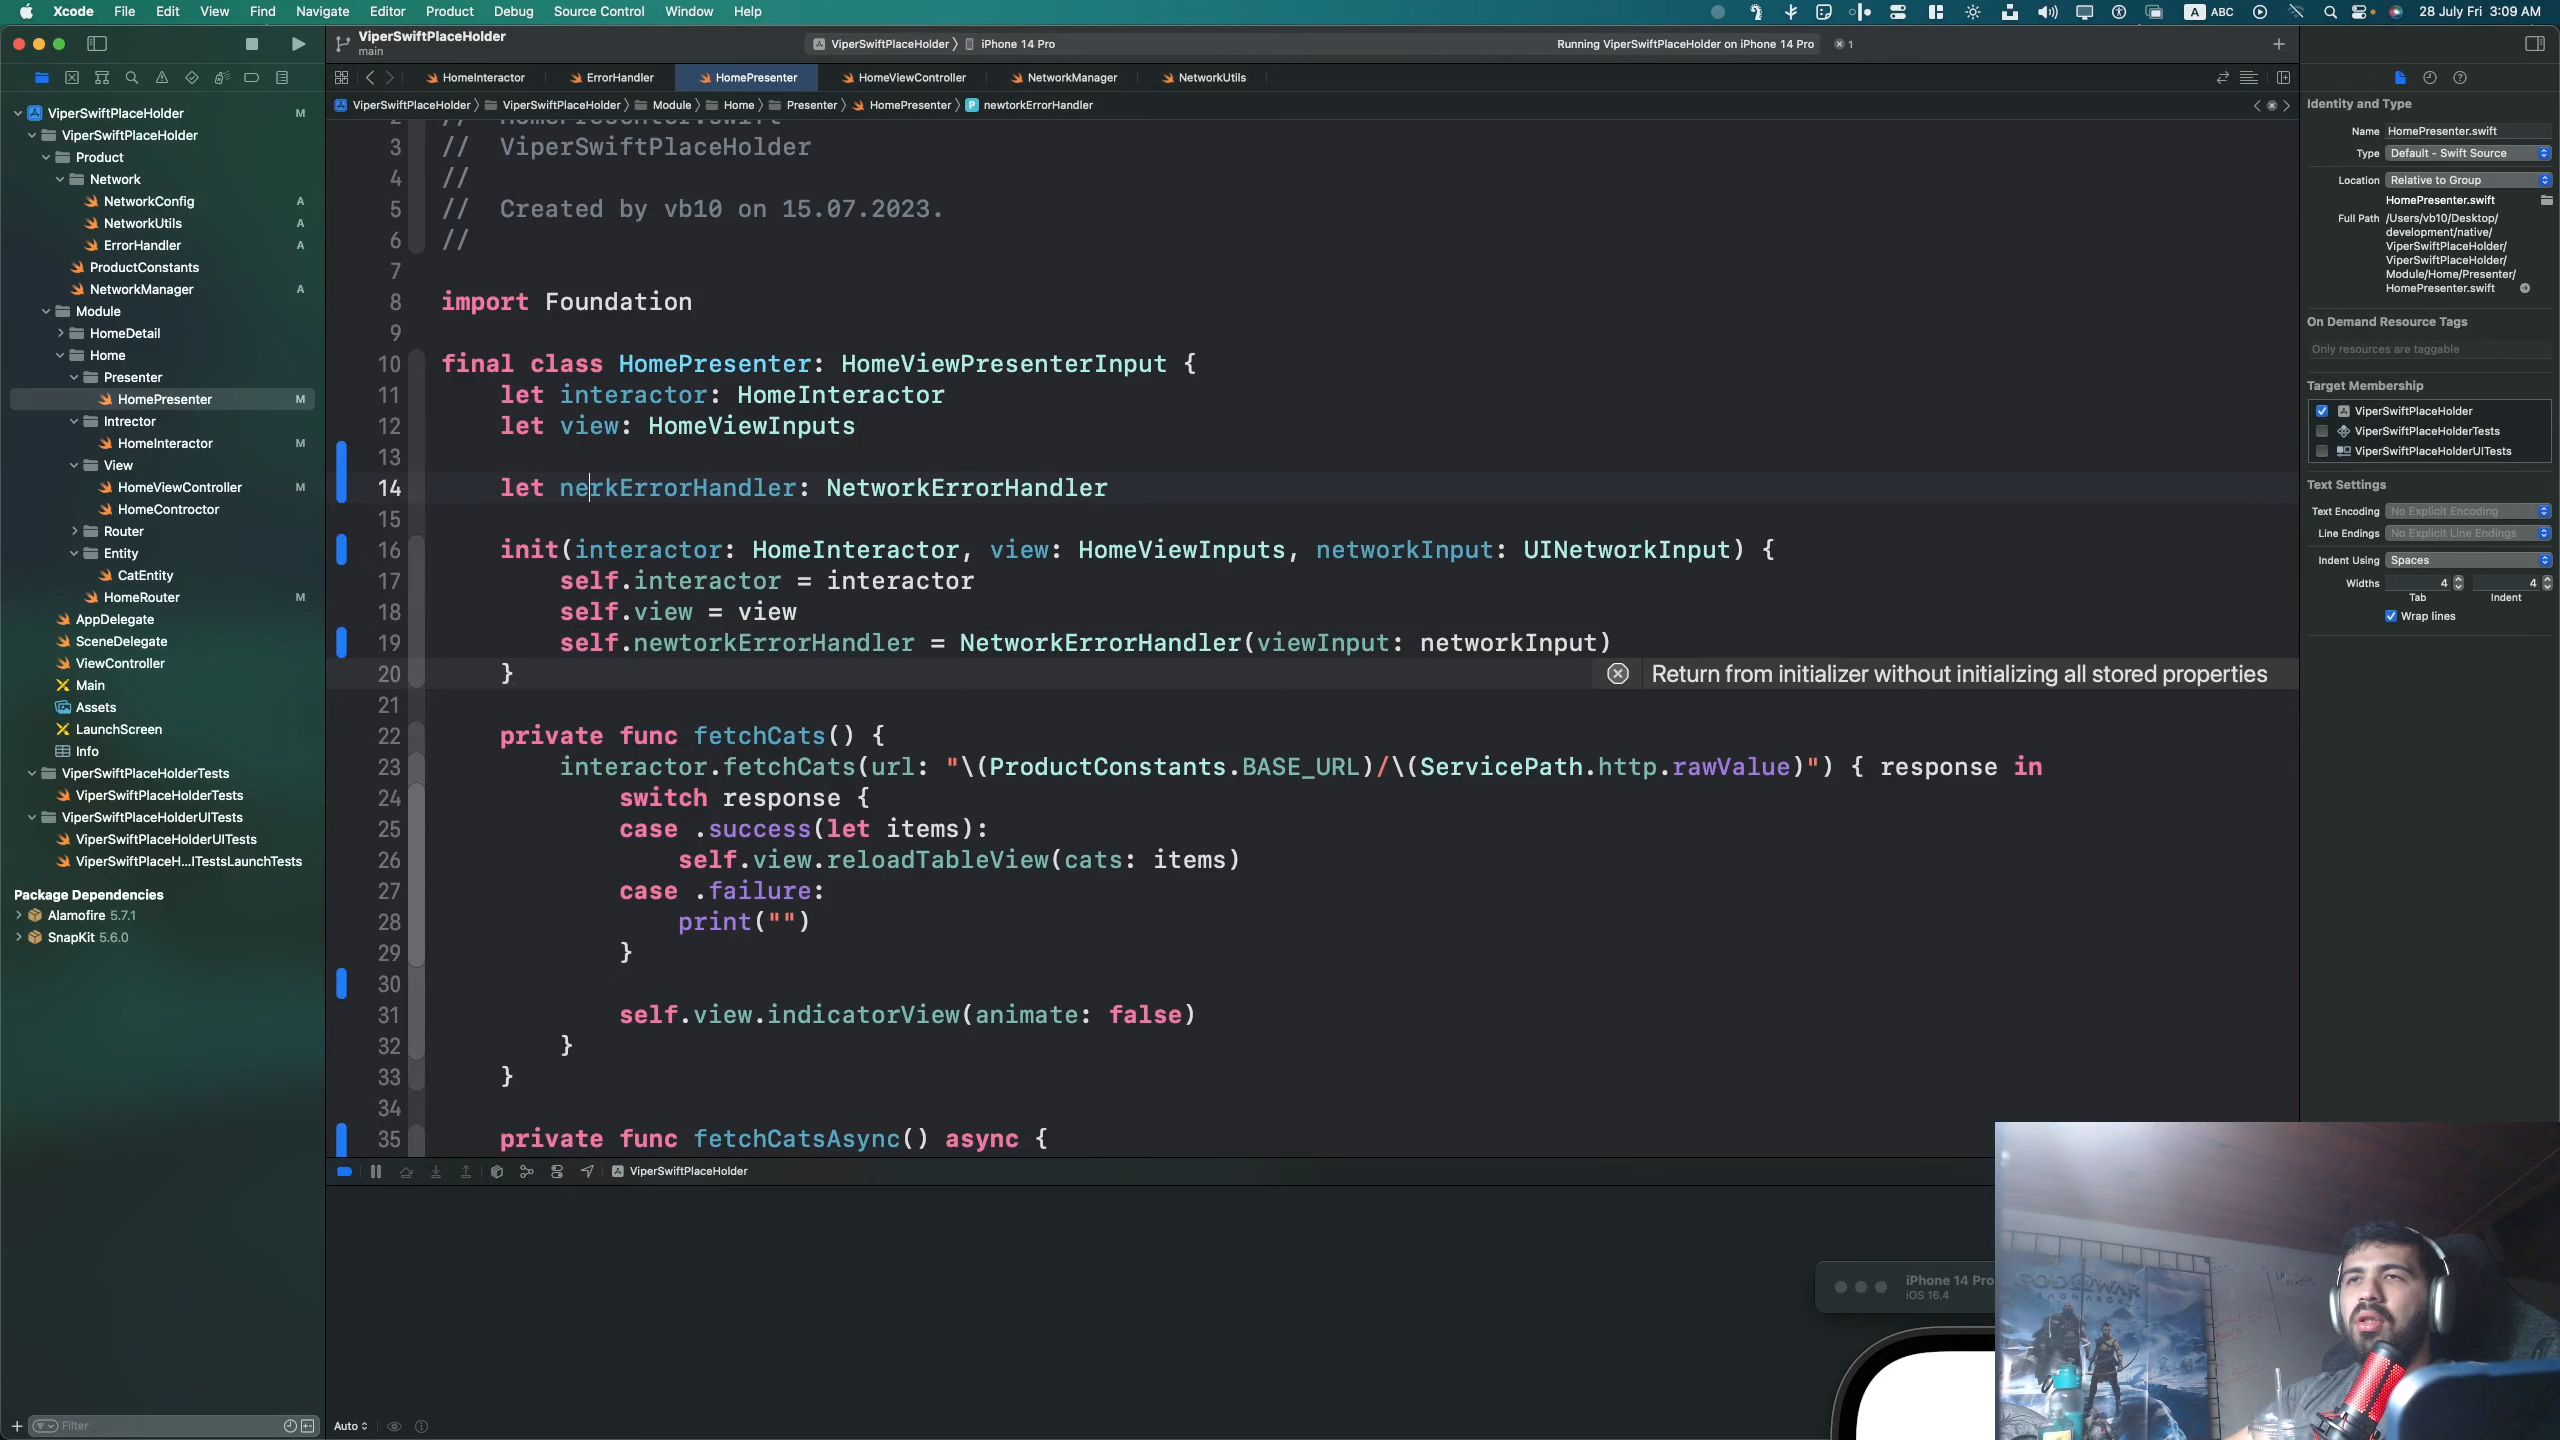 Xcode File Edit View Find Navigate Editor Product Debug Source Control Window Help
A ABC 28 July Fri 3:09 AM
ViperSwiftPlaceHolder
main
ViperSwiftPlaceHolder iPhone 14 Pro
Running ViperSwiftPlaceHolder on iPhone 14 Pro 1
HomeInteractor ErrorHandler HomePresenter HomeViewController NetworkManager NetworkUtils
ViperSwiftPlaceHolder ViperSwiftPlaceHolder Module Home Presenter HomePresenter P newtorkErrorHandler
ViperSwiftPlaceHolder M
ViperSwiftPlaceHolder
Product
Network
NetworkConfig A
NetworkUtils A
ErrorHandler A
ProductConstants
NetworkManager A
Module
HomeDetail
Home
Presenter
HomePresenter M
Intrector
HomeInteractor M
View
HomeViewController M
HomeControctor
Router
Entity
CatEntity
HomeRouter M
AppDelegate
SceneDelegate
ViewController
Main
Assets
LaunchScreen
Info
ViperSwiftPlaceHolderTests
ViperSwiftPlaceHolderTests
ViperSwiftPlaceHolderUITests
ViperSwiftPlaceHolderUITests
ViperSwiftPlaceH...ITestsLaunchTests
Package Dependencies
Alamofire 5.7.1
SnapKit 5.6.0
Filter
2 // HomePresenter.swift
3 // ViperSwiftPlaceHolder
4 //
5 // Created by vb10 on 15.07.2023.
6 //
7
8 import Foundation
9
10 final class HomePresenter: HomeViewPresenterInput {
11 let interactor: HomeInteractor
12 let view: HomeViewInputs
13
14 let nerkErrorHandler: NetworkErrorHandler
15
16 init(interactor: HomeInteractor, view: HomeViewInputs, networkInput: UINetworkInput) {
17 self.interactor = interactor
18 self.view = view
19 self.newtorkErrorHandler = NetworkErrorHandler(viewInput: networkInput)
20 } Return from initializer without initializing all stored properties
21
22 private func fetchCats() {
23 interactor.fetchCats(url: "\(ProductConstants.BASE_URL)/\(ServicePath.http.rawValue)") { response in
24 switch response {
25 case .success(let items):
26 self.view.reloadTableView(cats: items)
27 case .failure:
28 print("")
29 }
30
31 self.view.indicatorView(animate: false)
32 }
33 }
34
35 private func fetchCatsAsync() async {
ViperSwiftPlaceHolder
Auto
Identity and Type
Name HomePresenter.swift
Type Default - Swift Source
Location Relative to Group
HomePresenter.swift
Full Path /Users/vb10/Desktop/
development/native/
ViperSwiftPlaceHolder/
ViperSwiftPlaceHolder/
Module/Home/Presenter/
HomePresenter.swift
On Demand Resource Tags
Only resources are taggable
Target Membership
ViperSwiftPlaceHolder
ViperSwiftPlaceHolderTests
ViperSwiftPlaceHolderUITests
Text Settings
Text Encoding No Explicit Encoding
Line Endings No Explicit Line Endings
Indent Using Spaces
Widths 4 4
Tab Indent
Wrap lines
iPhone 14 Pro
iOS 16.4
GOD OF WAR
RAGNARÖK